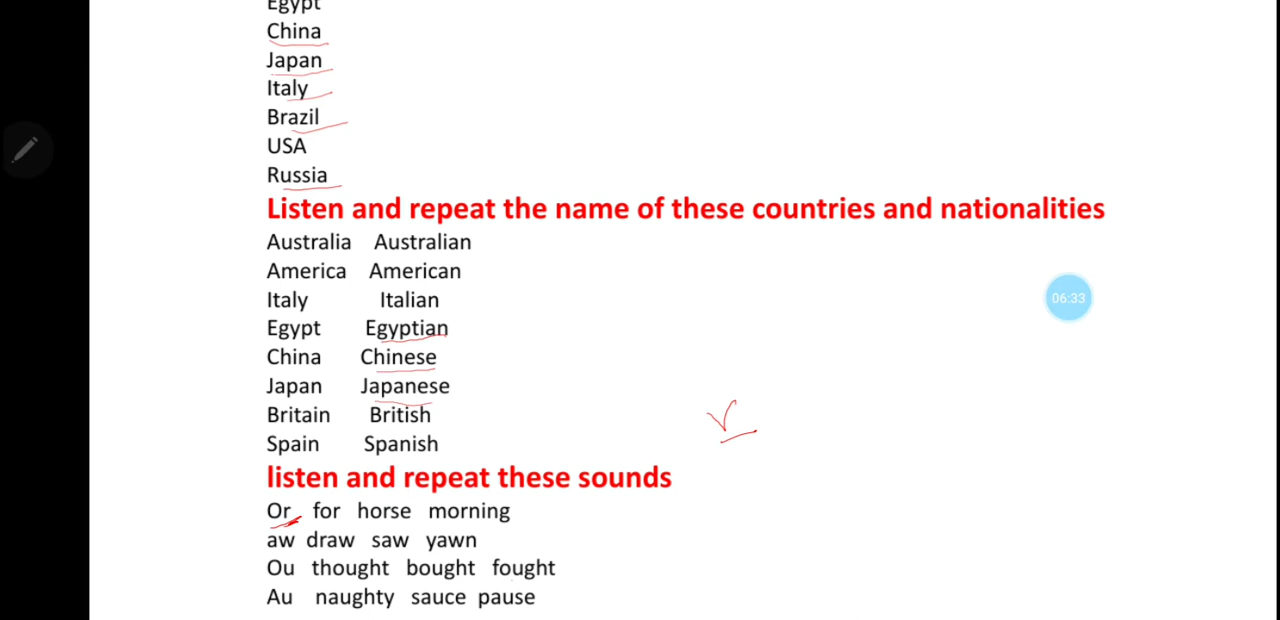 Egypt
China
Japan
Italy
Brazil
USA
Russia
Listen and repeat the name of these countries and nationalities
Australia Australian
America American
Italy Italian
Egypt Egyptian
China Chinese
Japan Japanese
Britain British
Spain Spanish
listen and repeat these sounds
Or for horse morning
aw draw saw yawn
Ou thought bought fought
Au naughty sauce pause
06:33